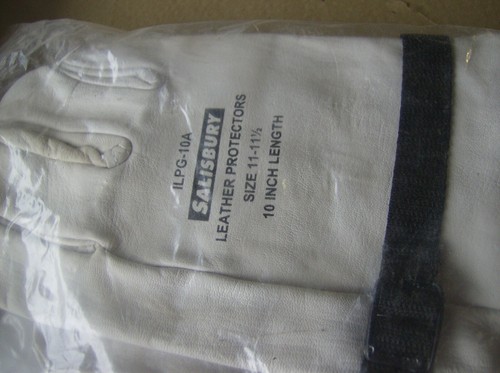 ILPG-10A
SALISBURY
LEATHER PROTECTORS
SIZE 11-11½
10 INCH LENGTH